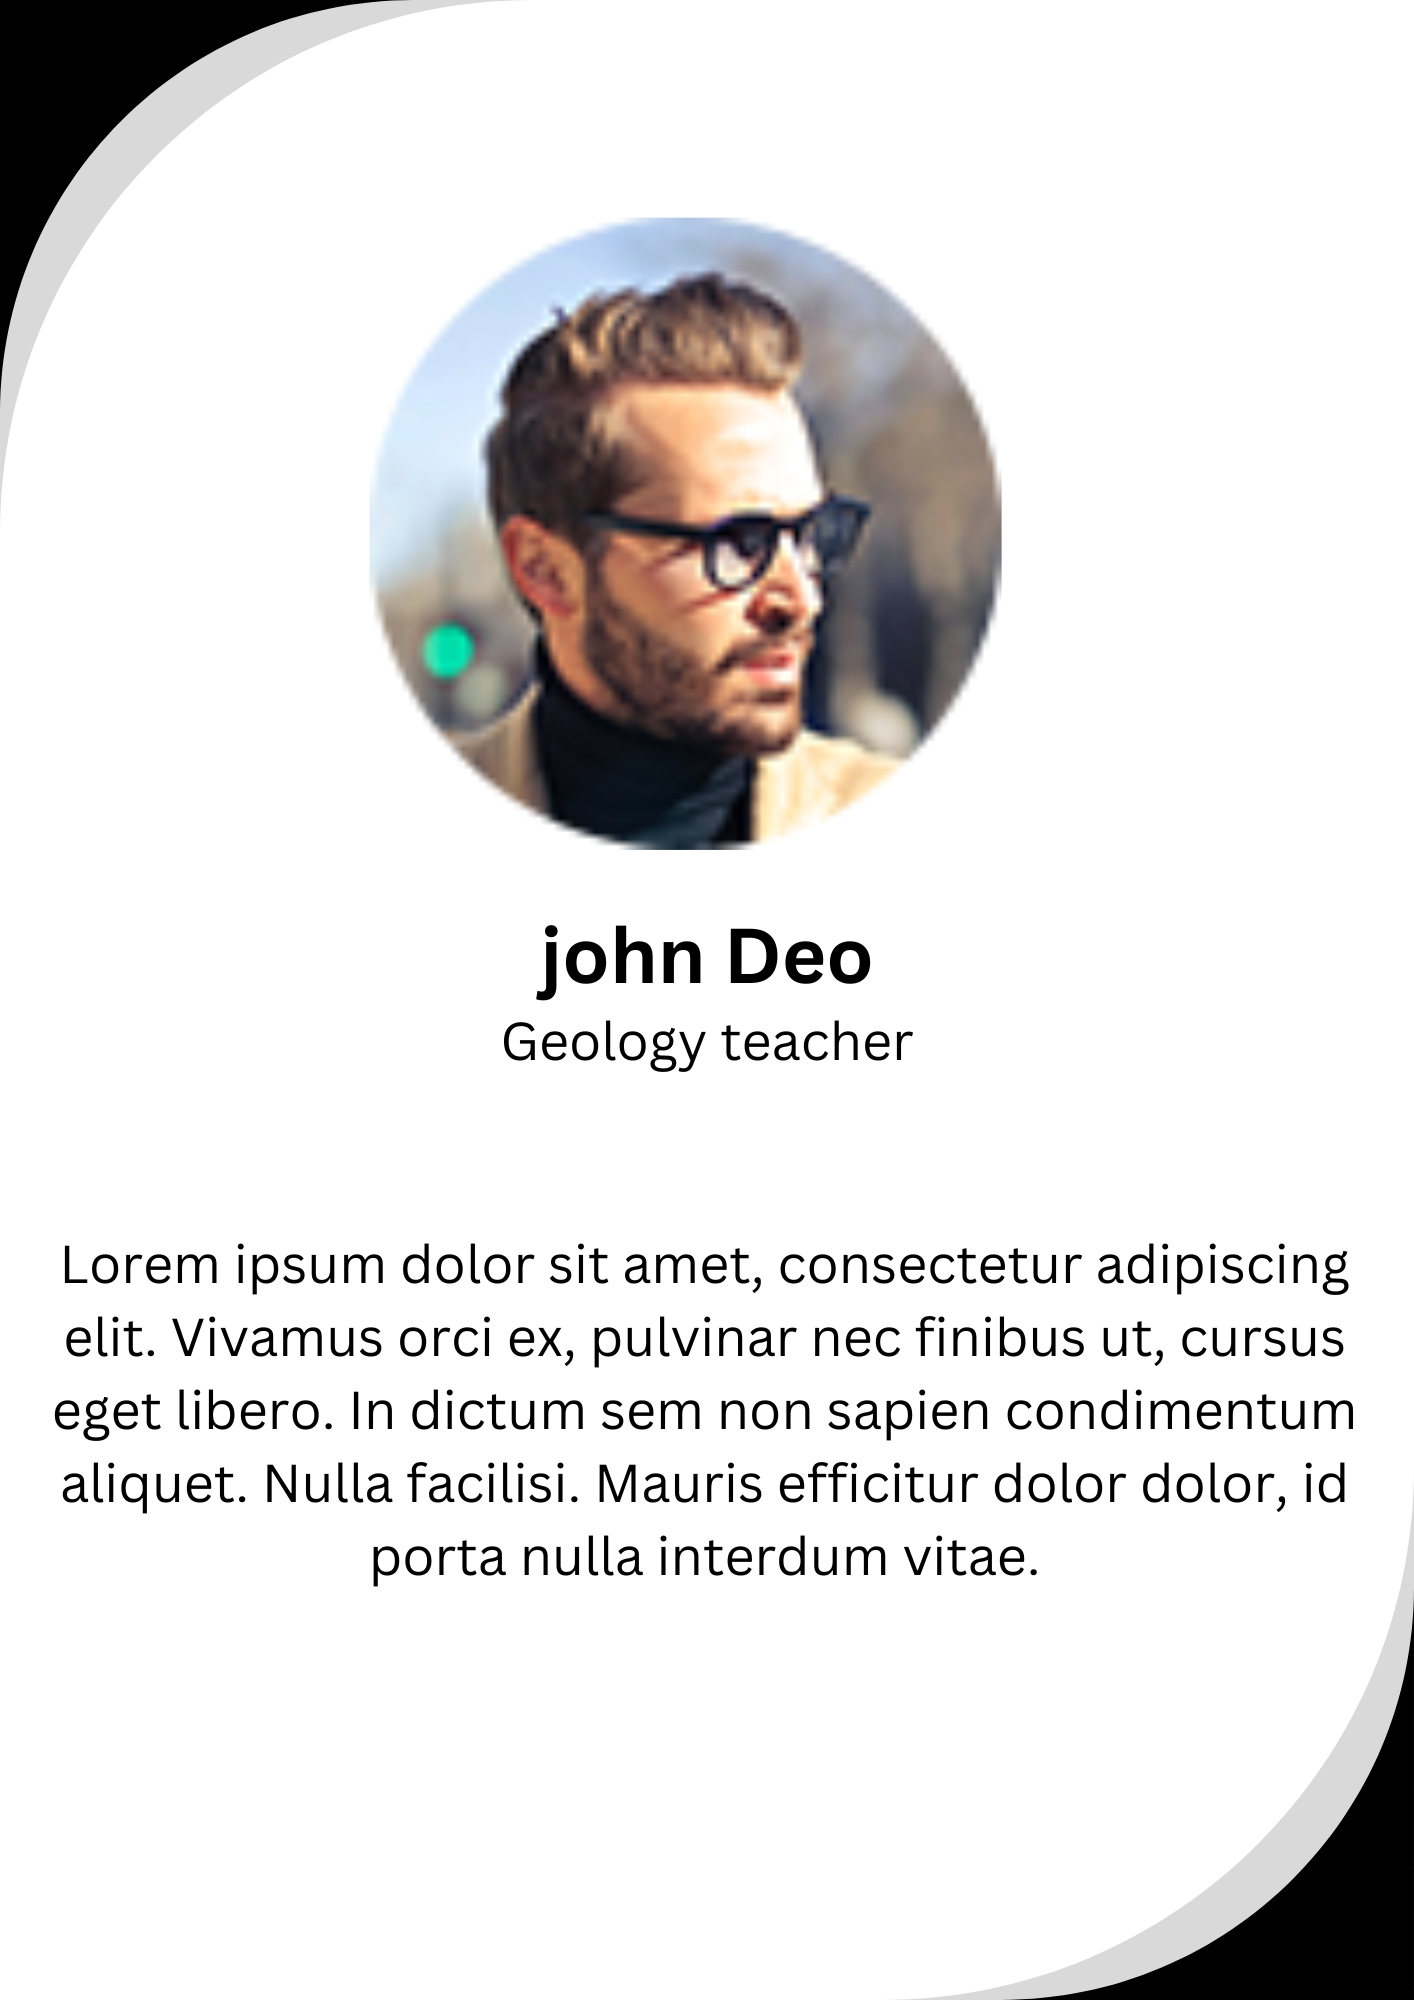 john Deo
Geology teacher
Lorem ipsum dolor sit amet, consectetur adipiscing
elit. Vivamus orci ex, pulvinar nec finibus ut, cursus
eget libero. In dictum sem non sapien condimentum
aliquet. Nulla facilisi. Mauris efficitur dolor dolor, id
porta nulla interdum vitae.